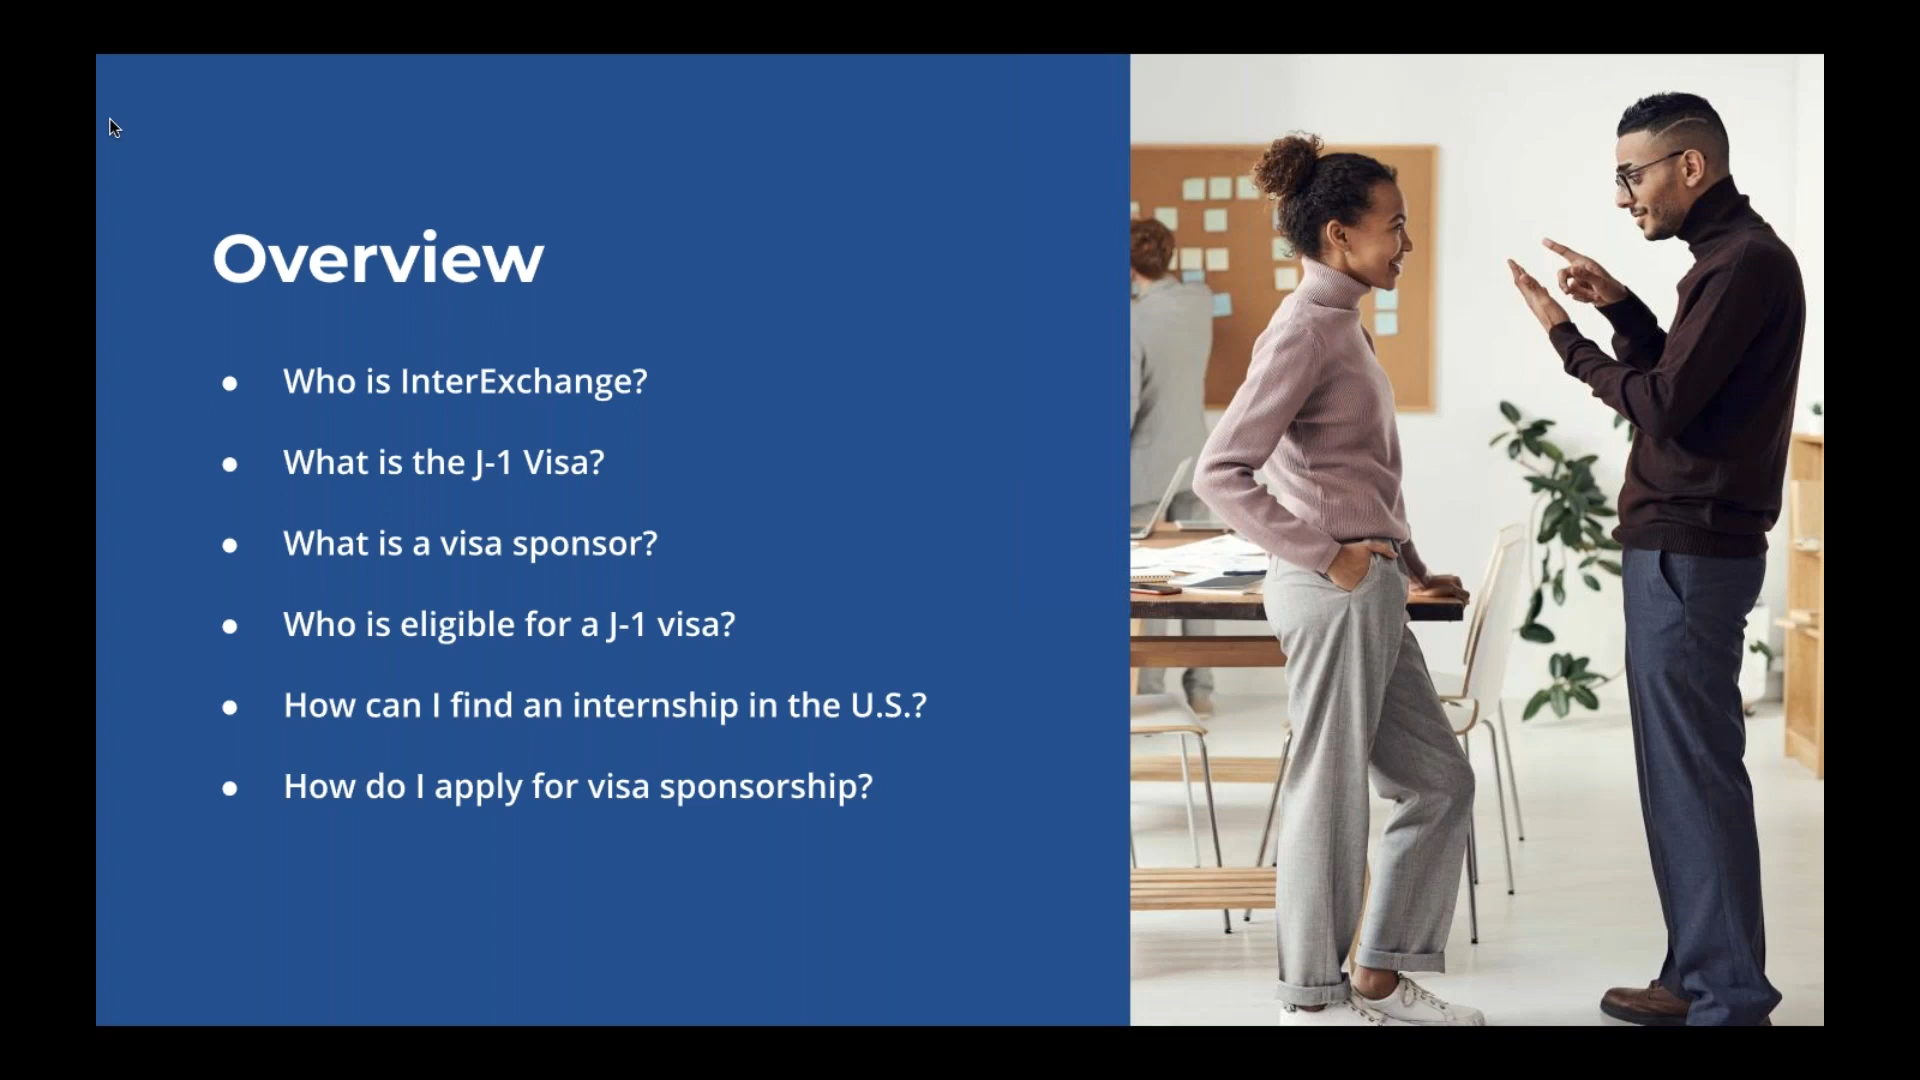 Overview
● Who is InterExchange?
● What is the J-1 Visa?
● What is a visa sponsor?
● Who is eligible for a J-1 visa?
● How can I find an internship in the U.S.?
● How do I apply for visa sponsorship?